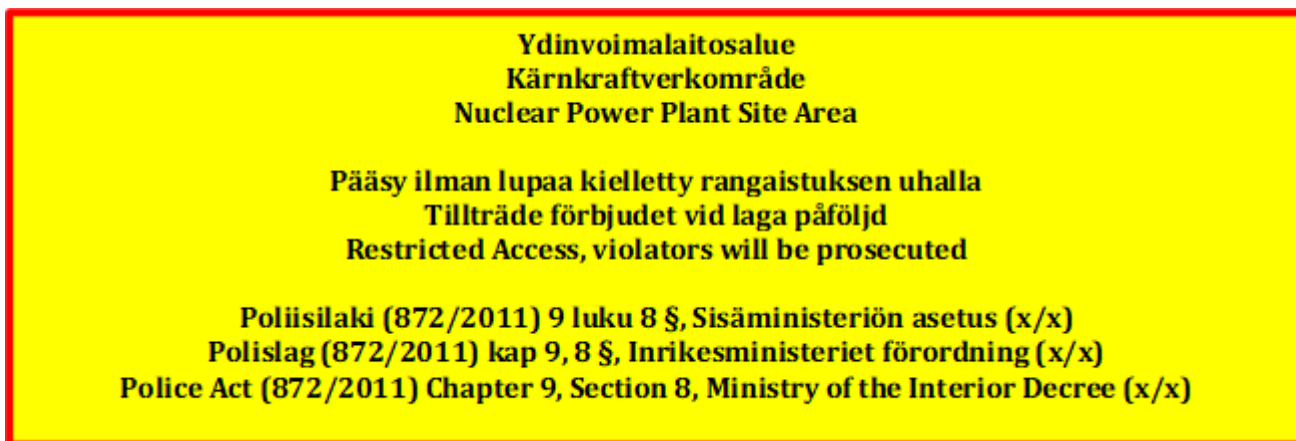 Ydinvoimalaitosalue
Kärnkraftverkområde
Nuclear Power Plant Site Area
Pääsy ilman lupaa kielletty rangaistuksen uhalla
Tillträde förbjudet vid laga påföljd
Restricted Access, violators will be prosecuted
Poliisilaki (872/2011) 9 luku 8 §, Sisäministeriön asetus (x/x)
Polislag (872/2011) kap 9, 8 §, Inrikesministeriet förordning (x/x)
Police Act (872/2011) Chapter 9, Section 8, Ministry of the Interior Decree (x/x)